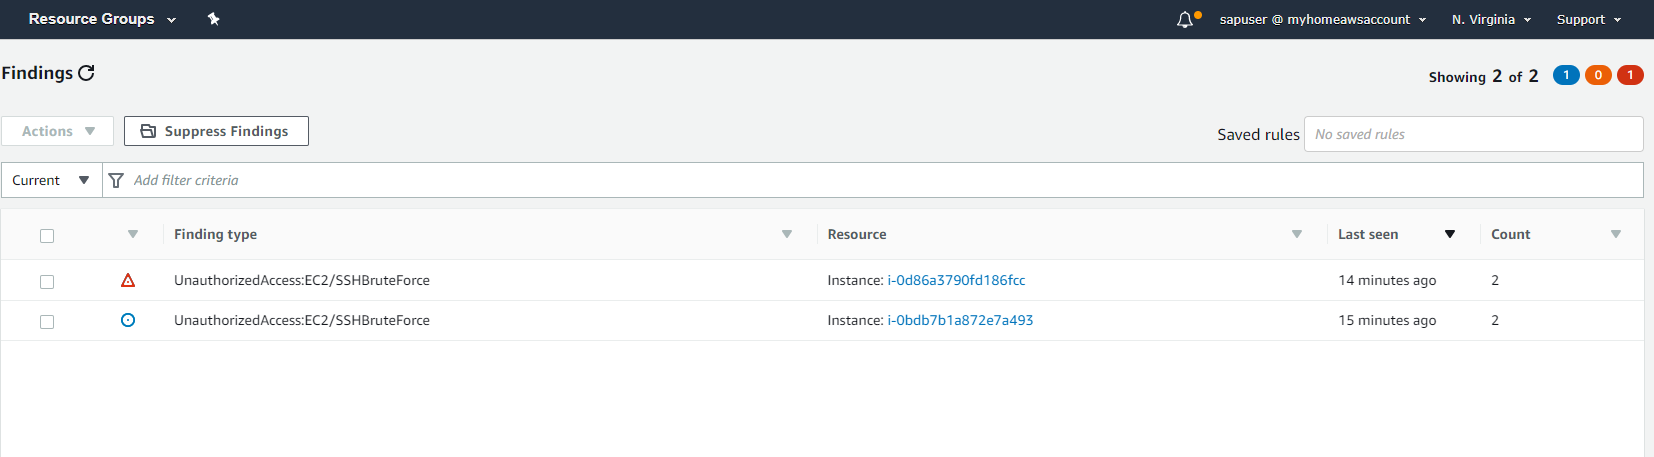 Resource Groups sapuser @ myhomeawsaccount N. Virginia Support
Findings Showing 2 of 2 1 0 1
Actions Suppress Findings Saved rules No saved rules
Current Add filter criteria
Finding type Resource Last seen Count
UnauthorizedAccess:EC2/SSHBruteForce Instance: i-0d86a3790fd186fcc 14 minutes ago 2
UnauthorizedAccess:EC2/SSHBruteForce Instance: i-0bdb7b1a872e7a493 15 minutes ago 2